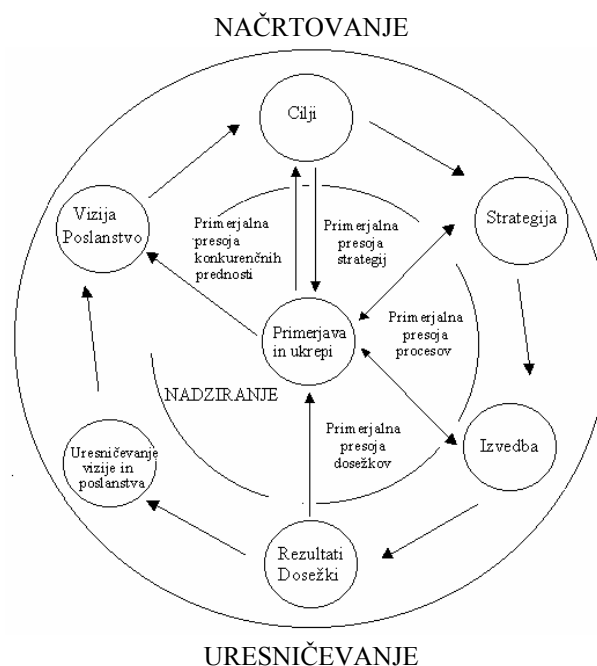 NAČRTOVANJE
Cilji
Vizija
Poslanstvo
Strategija
Primerjalna
presoja
konkurenčnih
prednosti
Primerjalna
presoja
strategij
Primerjava
in ukrepi
Primerjalna
presoja
procesov
NADZIRANJE
Primerjalna
presoja
dosežkov
Uresničevanje
vizije in
poslanstva
Izvedba
Rezultati
Dosežki
URESNIČEVANJE